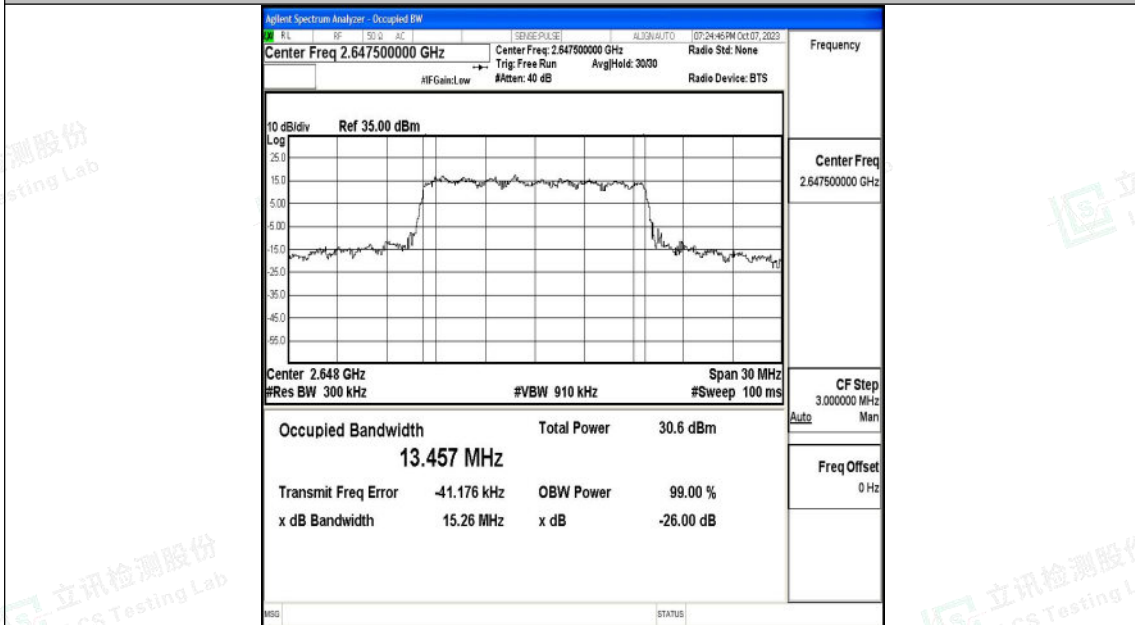 Agilent Spectrum Analyzer - Occupied BW
RL RF 50 Ω AC SENSE:PULSE ALIGNAUTO 07:24:46 PM Oct 07, 2023
Center Freq 2.647500000 GHz
Center Freq: 2.647500000 GHz
Radio Std: None
Trig: Free Run Avg|Hold: 30/30
#IFGain:Low
#Atten: 40 dB
Radio Device: BTS
10 dB/div Ref 35.00 dBm
Log
25.0
15.0
5.00
-5.00
-15.0
-25.0
-35.0
-45.0
-55.0
Center 2.648 GHz Span 30 MHz
#Res BW 300 kHz #VBW 910 kHz #Sweep 100 ms
Occupied Bandwidth Total Power 30.6 dBm
13.457 MHz
Transmit Freq Error -41.176 kHz OBW Power 99.00 %
x dB Bandwidth 15.26 MHz x dB -26.00 dB
MSG STATUS
Frequency
Center Freq
2.647500000 GHz
CF Step
3.000000 MHz
Auto Man
Freq Offset
0 Hz
立讯检测股份
LCS Testing Lab
立讯检测股份